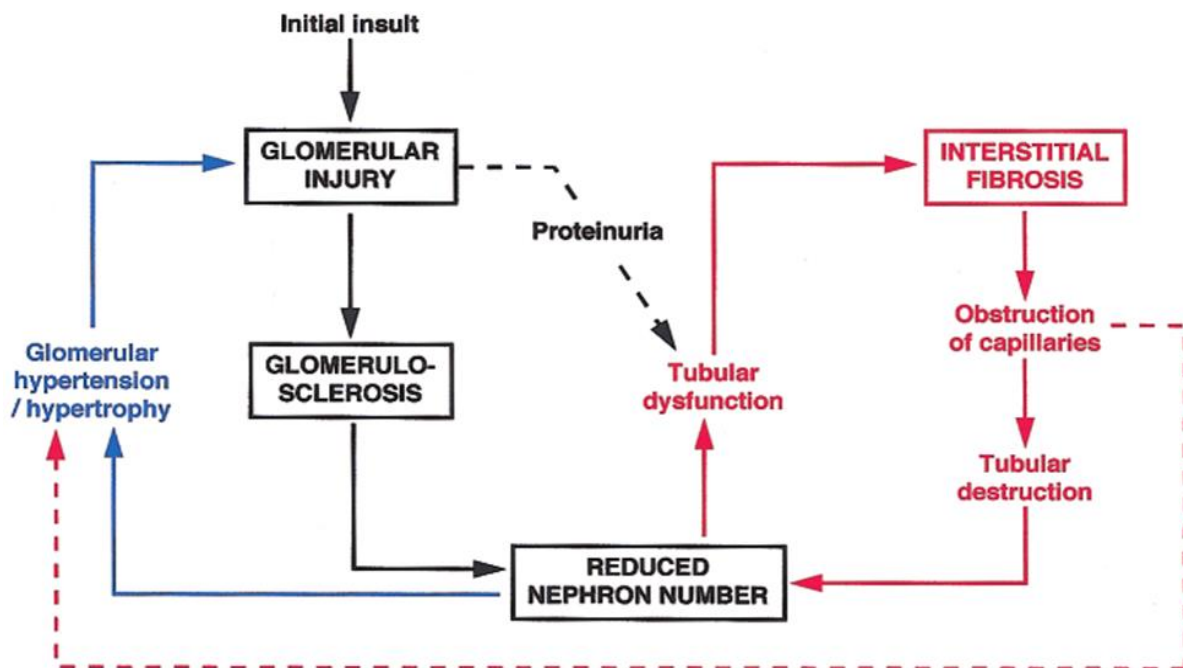 Initial insult
GLOMERULAR
INJURY
INTERSTITIAL
FIBROSIS
Proteinuria
Obstruction
of capillaries
Glomerular
hypertension
/ hypertrophy
GLOMERULO-
SCLEROSIS
Tubular
dysfunction
Tubular
destruction
REDUCED
NEPHRON NUMBER